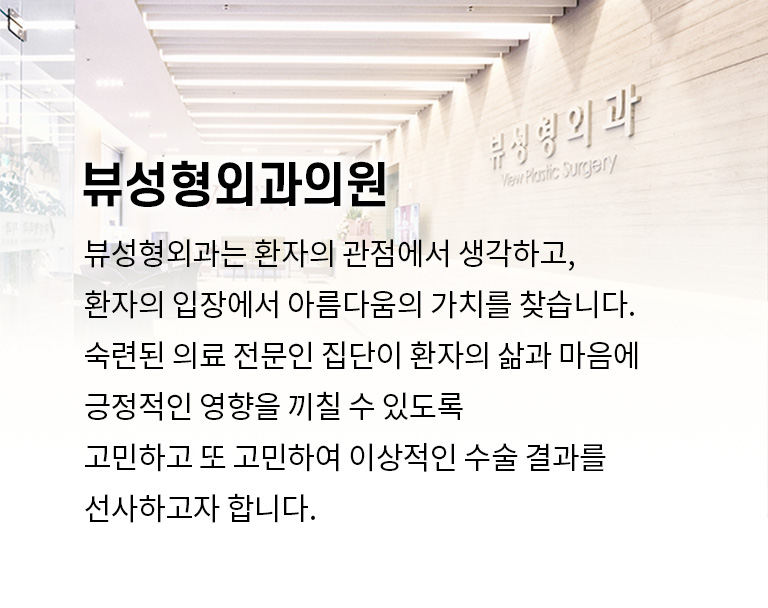 뷰성형외과
View Plastic Surgery
뷰성형외과의원
뷰성형외과는 환자의 관점에서 생각하고,
환자의 입장에서 아름다움의 가치를 찾습니다.
숙련된 의료 전문인 집단이 환자의 삶과 마음에
긍정적인 영향을 끼칠 수 있도록
고민하고 또 고민하여 이상적인 수술 결과를
선사하고자 합니다.